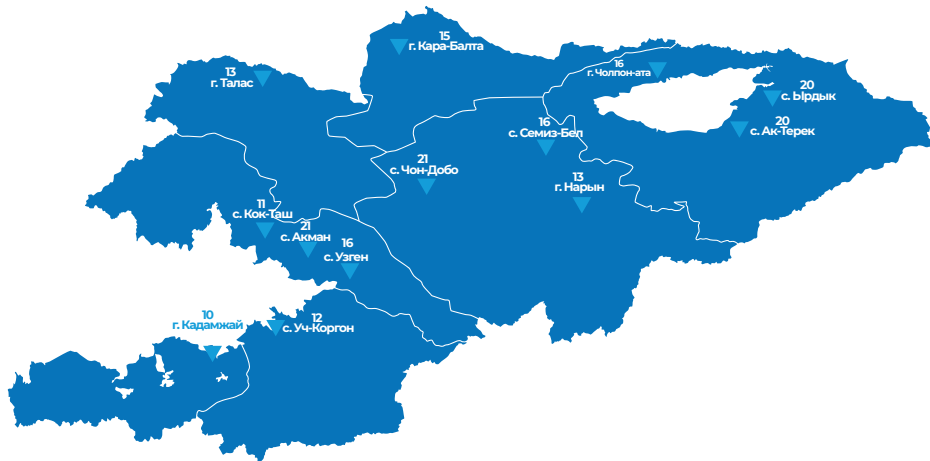 15
г. Кара-Балта
13
г. Талас
16
г. Чолпон-ата
20
с. Ырдык
20
с. Ак-Терек
16
с. Семиз-Бел
21
с. Чон-Добо
13
г. Нарын
11
с. Кок-Таш
21
с. Акман
16
с. Узген
10
г. Кадамжай
12
с. Уч-Коргон